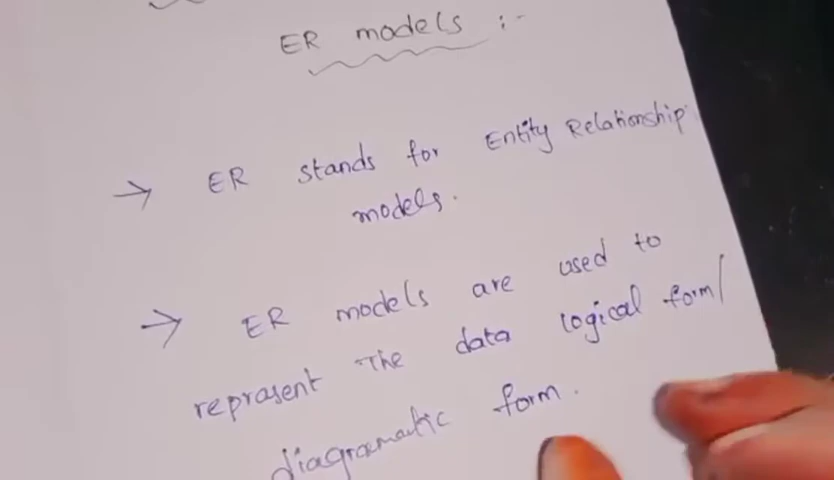 ER models :-
→ ER stands for Entity Relationship
models.
→ ER models are used to
reprasent The data logical form/
diagramatic form.